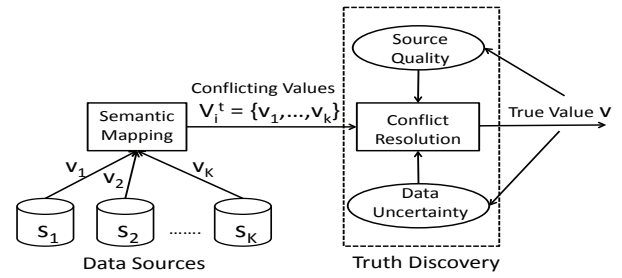 Source
Quality
Conflicting Values
V_i^t = {v_1,...,v_k}
True Value v
Semantic
Mapping
Conflict
Resolution
v_1
v_2
v_K
Data
Uncertainty
S_1
S_2
.......
S_K
Data Sources
Truth Discovery